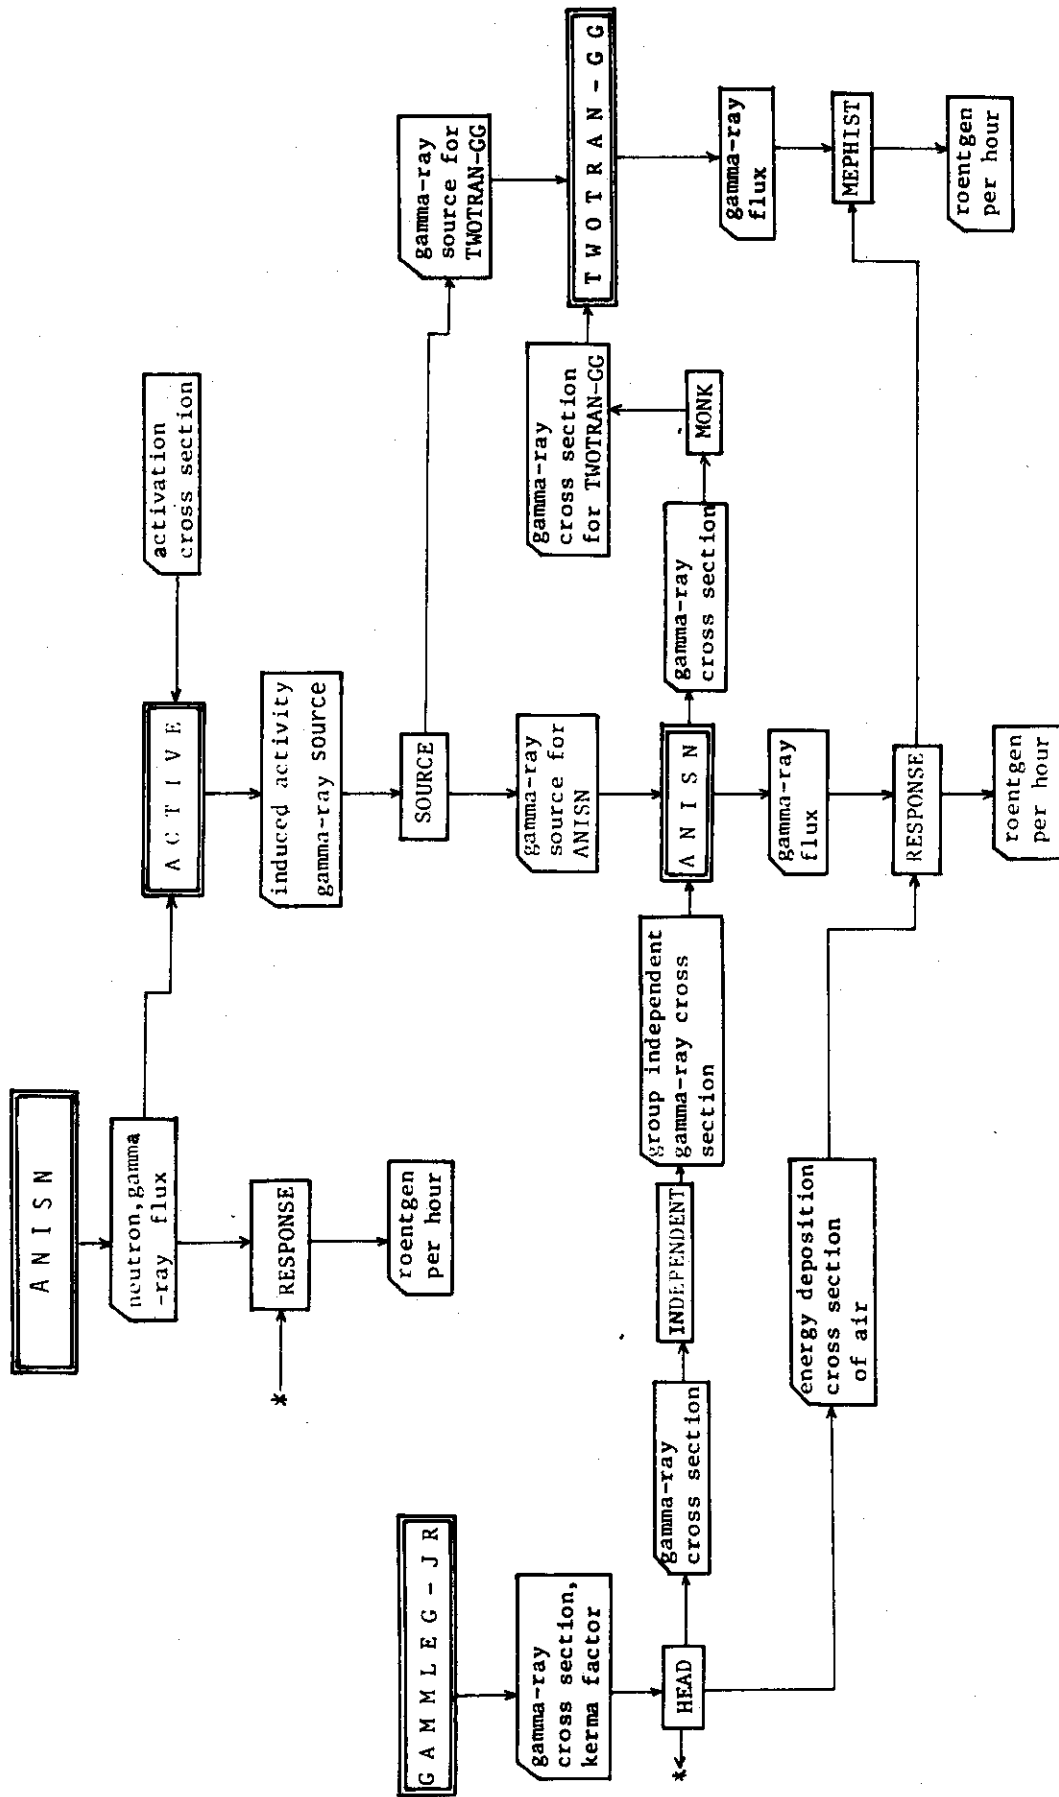 A N I S N
neutron,gamma
-ray flux
*
RESPONSE
roentgen
per hour
activation
cross section
A C T I V E
induced activity
gamma-ray source
SOURCE
gamma-ray
source for
ANISN
gamma-ray
source for
TWOTRAN-GG
G A M M L E G - J R
gamma-ray
cross section,
kerma factor
*
HEAD
gamma-ray
cross section
INDEPENDENT
group independent
gamma-ray cross
section
A N I S N
gamma-ray
cross section
MONK
gamma-ray
cross section
for TWOTRAN-GG
T W O T R A N - G G
gamma-ray
flux
gamma-ray
flux
energy deposition
cross section
of air
RESPONSE
MEPHIST
roentgen
per hour
roentgen
per hour